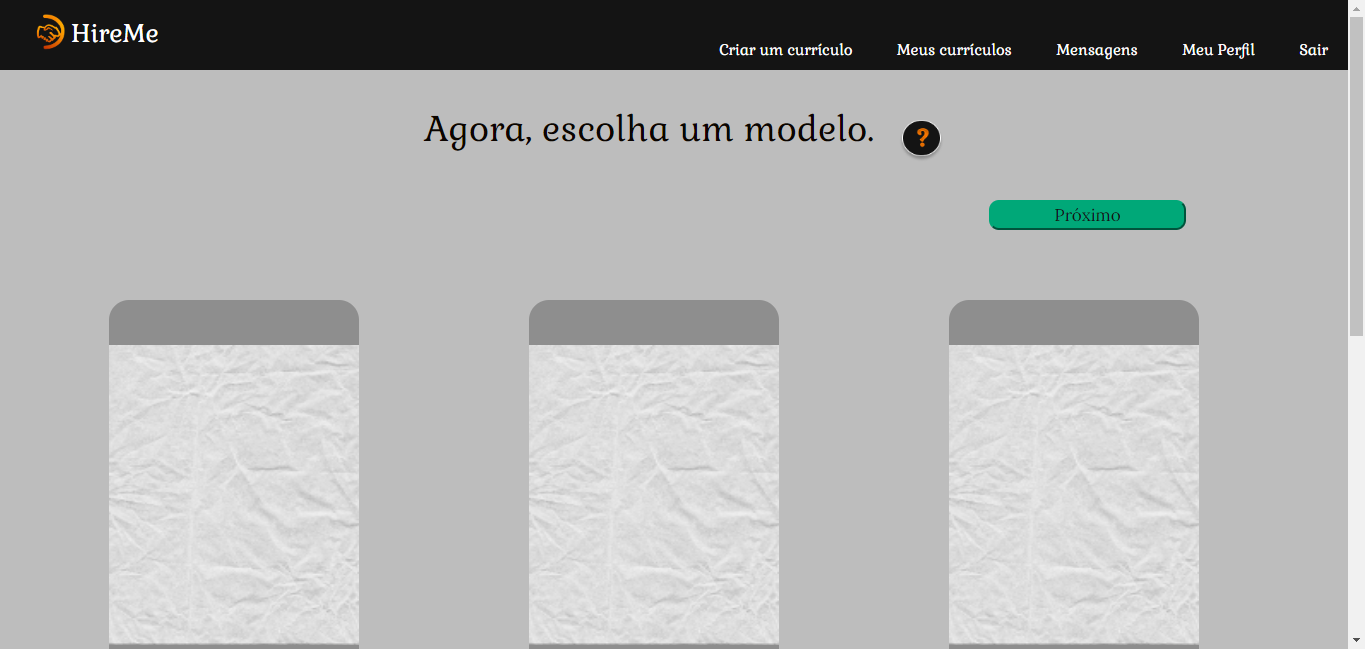 HireMe
Criar um currículo Meus currículos Mensagens Meu Perfil Sair
Agora, escolha um modelo. ?
Próximo